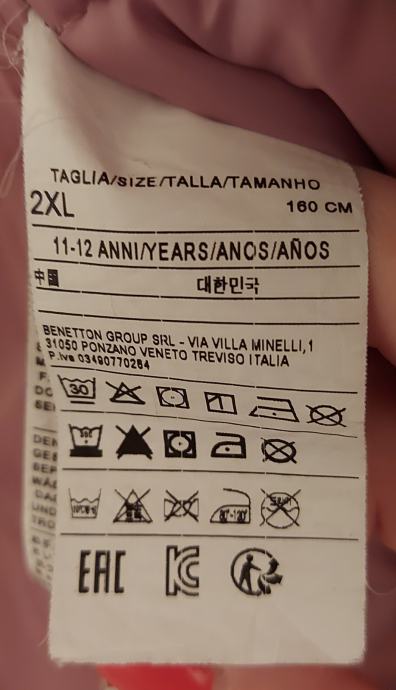 TAGLIA/SIZE/TALLA/TAMANHO
2XL 160 CM
11-12 ANNI/YEARS/ANOS/AÑOS
中国 대한민국
BENETTON GROUP SRL - VIA VILLA MINELLI,1
31050 PONZANO VENETO TREVISO ITALIA
P.Iva 03490770264
30
EAC